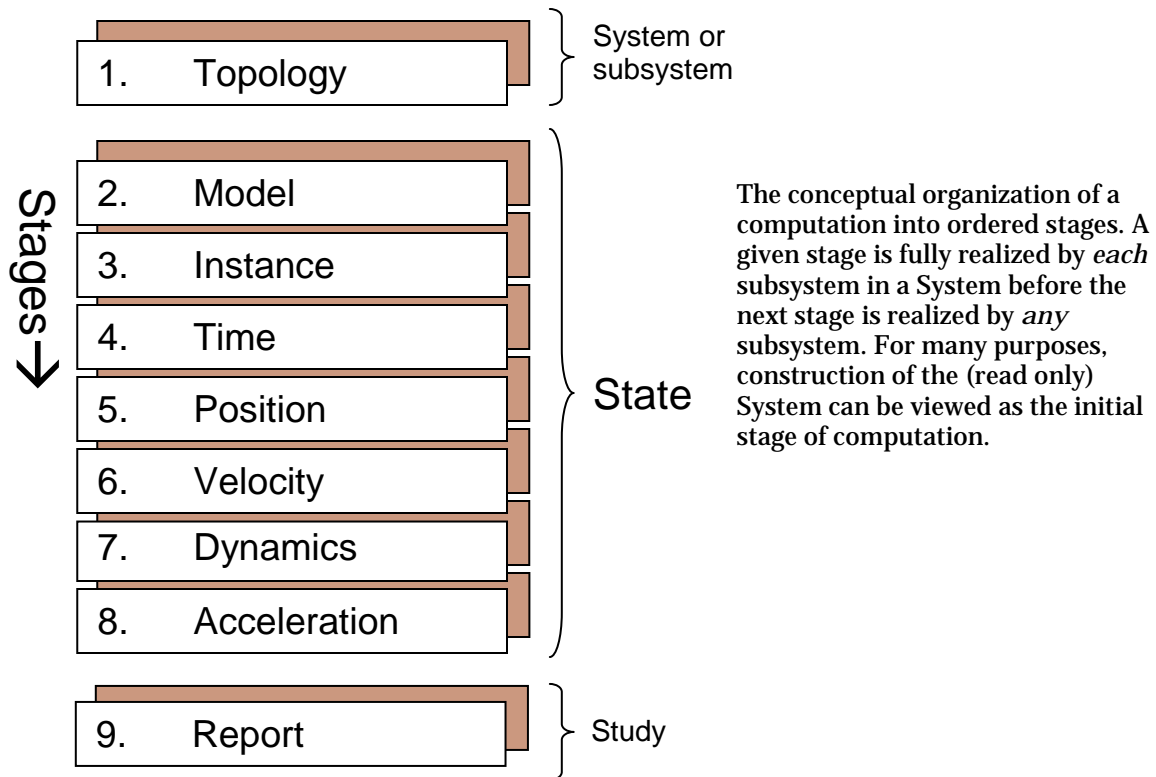 1. Topology
System or
subsystem
Stages→
2. Model
3. Instance
4. Time
5. Position
6. Velocity
7. Dynamics
8. Acceleration
State
The conceptual organization of a
computation into ordered stages. A
given stage is fully realized by each
subsystem in a System before the
next stage is realized by any
subsystem. For many purposes,
construction of the (read only)
System can be viewed as the initial
stage of computation.
9. Report
Study